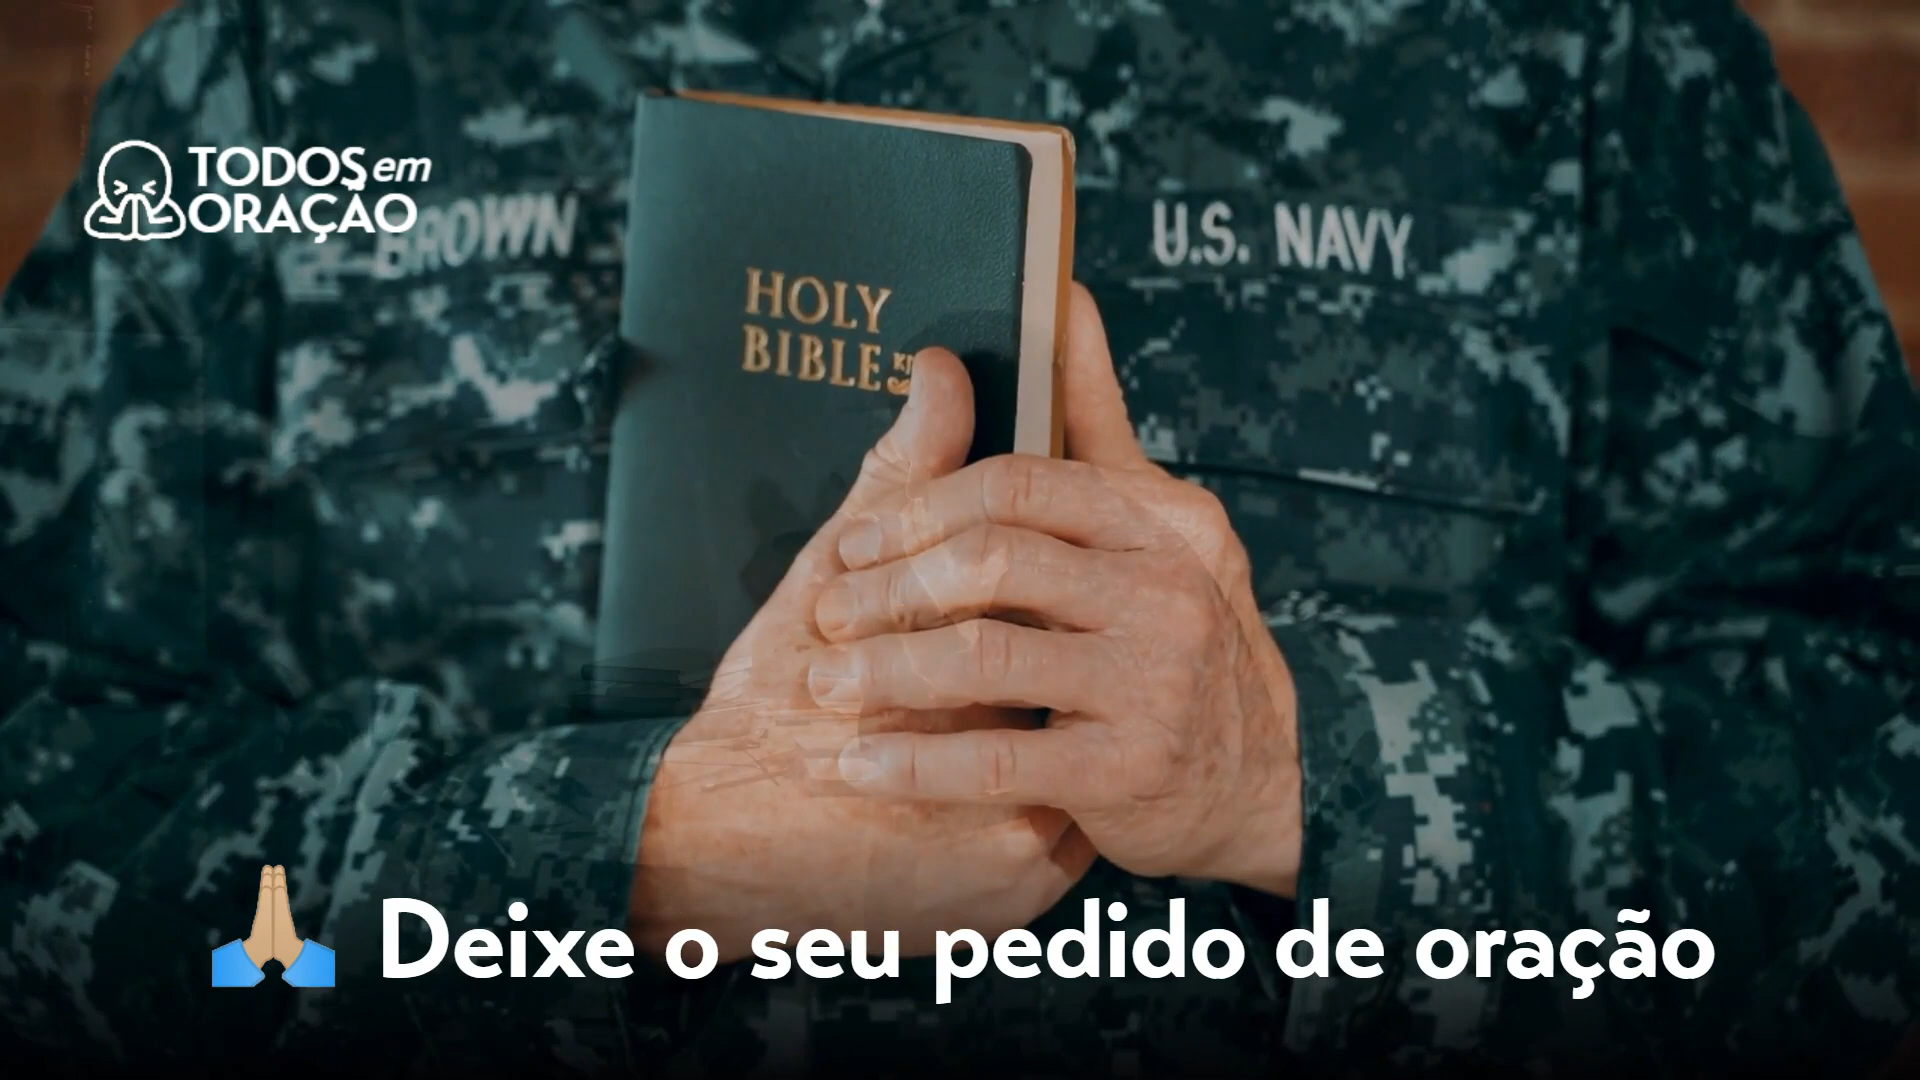 TODOS em
ORAÇÃO
BROWN
U.S. NAVY
HOLY
BIBLE
🙏🏼 Deixe o seu pedido de oração